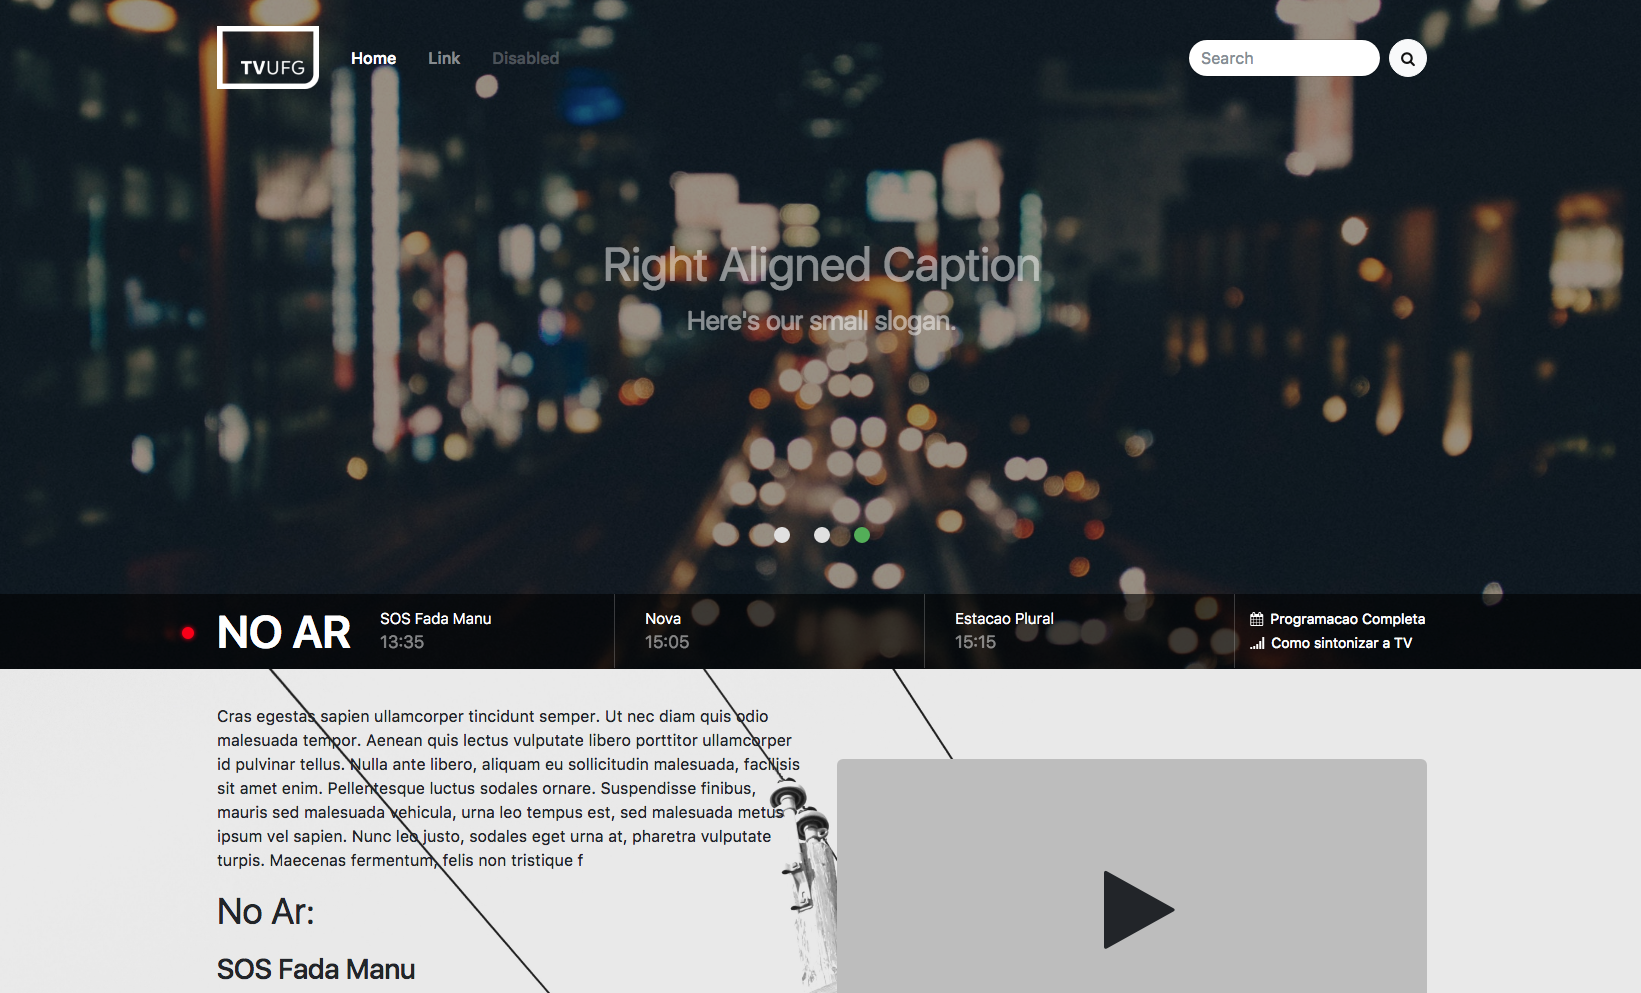 TVUFG
Home Link Disabled
Search
Right Aligned Caption
Here's our small slogan.
NO AR
SOS Fada Manu
13:35
Nova
15:05
Estacao Plural
15:15
Programacao Completa
Como sintonizar a TV
Cras egestas sapien ullamcorper tincidunt semper. Ut nec diam quis odio
malesuada tempor. Aenean quis lectus vulputate libero porttitor ullamcorper
id pulvinar tellus. Nulla ante libero, aliquam eu sollicitudin malesuada, facilisis
sit amet enim. Pellentesque luctus sodales ornare. Suspendisse finibus,
mauris sed malesuada vehicula, urna leo tempus est, sed malesuada metus
ipsum vel sapien. Nunc leo justo, sodales eget urna at, pharetra vulputate
turpis. Maecenas fermentum, felis non tristique f
No Ar:
SOS Fada Manu